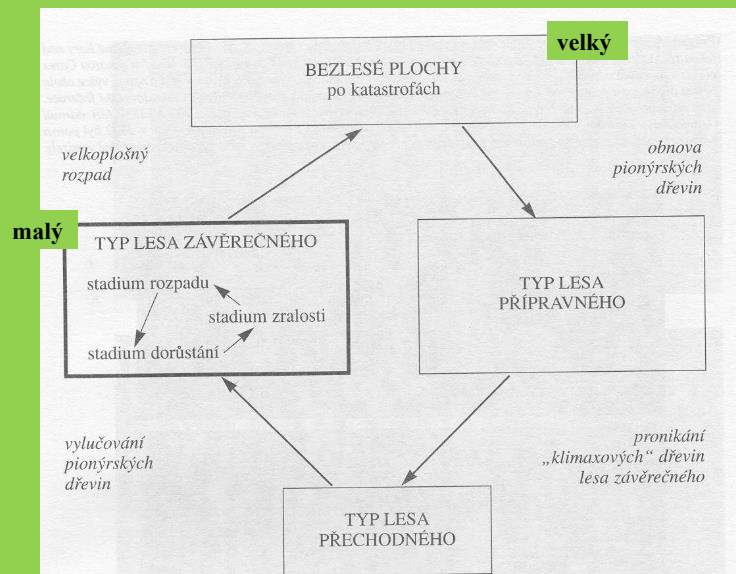 velký
BEZLESÉ PLOCHY
po katastrofách
velkoplošný
rozpad
obnova
pionýrských
dřevin
malý
TYP LESA ZÁVĚREČNÉHO
stadium rozpadu
stadium zralosti
stadium dorůstání
TYP LESA
PŘÍPRAVNÉHO
vylučování
pionýrských
dřevin
pronikání
„klimaxových“ dřevin
lesa závěrečného
TYP LESA
PŘECHODNÉHO